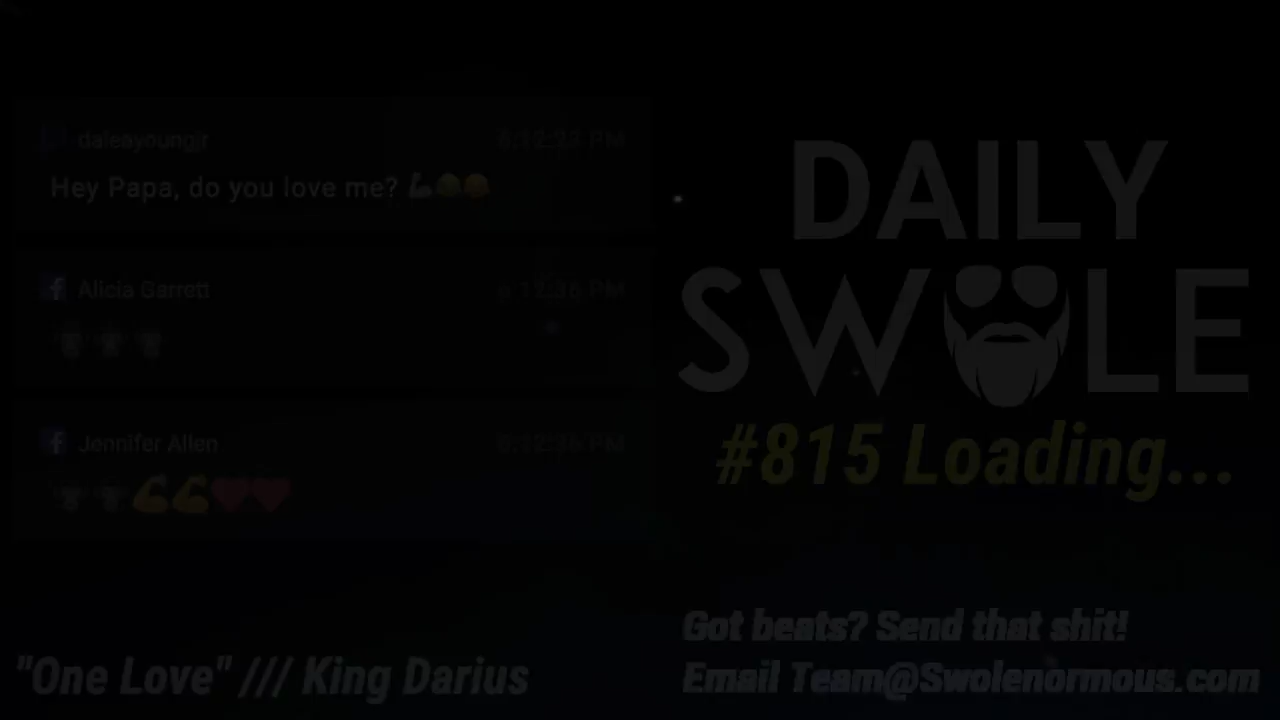 daleayoungjr
Hey Papa, do you love me? 💪😂😂
Alicia Garrett
Jennifer Allen
💪💪❤❤
"One Love" /// King Darius
DAILY
SWOLE
#815 Loading...
Got beats? Send that shit!
Email Team@Swolenormous.com